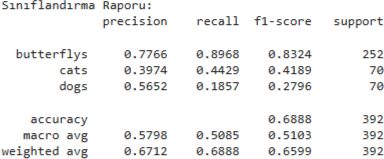 Sınıflandırma Raporu:
precision recall f1-score support
butterflys 0.7766 0.8968 0.8324 252
cats 0.3974 0.4429 0.4189 70
dogs 0.5652 0.1857 0.2796 70
accuracy 0.6888 392
macro avg 0.5798 0.5085 0.5103 392
weighted avg 0.6712 0.6888 0.6599 392